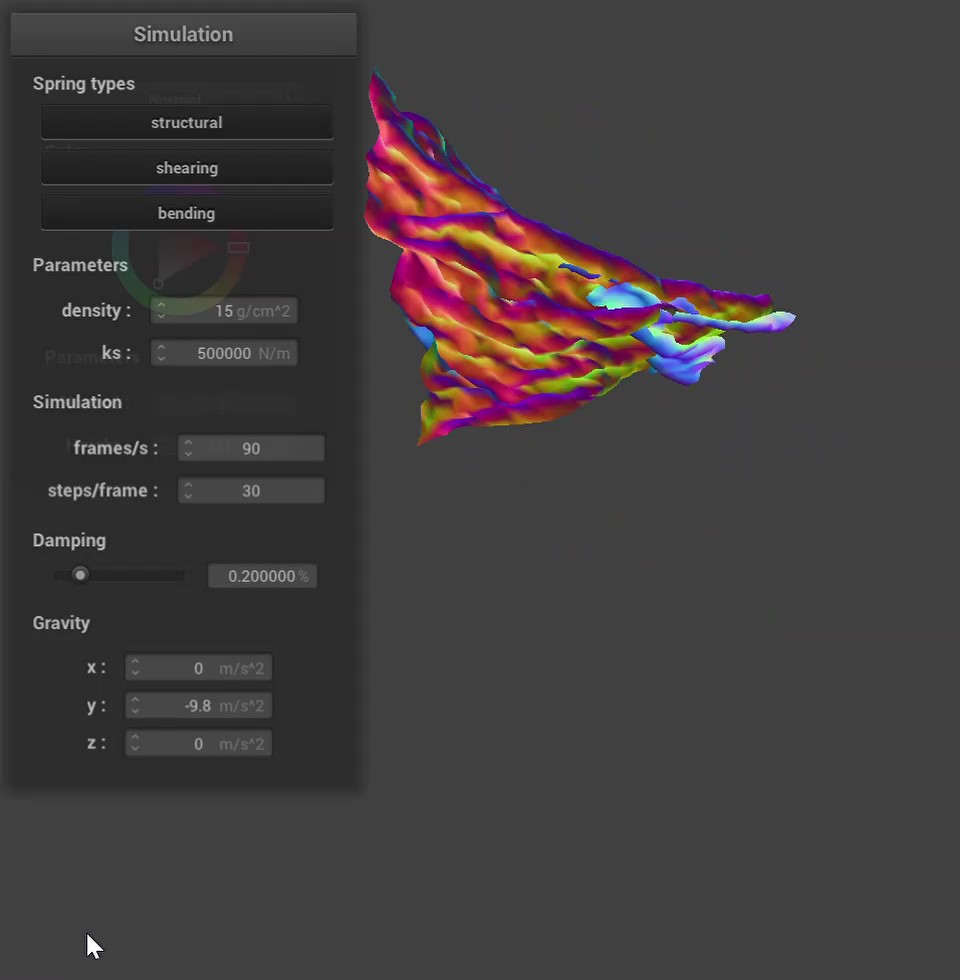 Simulation
Spring types
structural
shearing
bending
Parameters
density : 15 g/cm^2
ks : 500000 N/m
Simulation
frames/s : 90
steps/frame : 30
Damping
0.200000 %
Gravity
x : 0 m/s^2
y : -9.8 m/s^2
z : 0 m/s^2